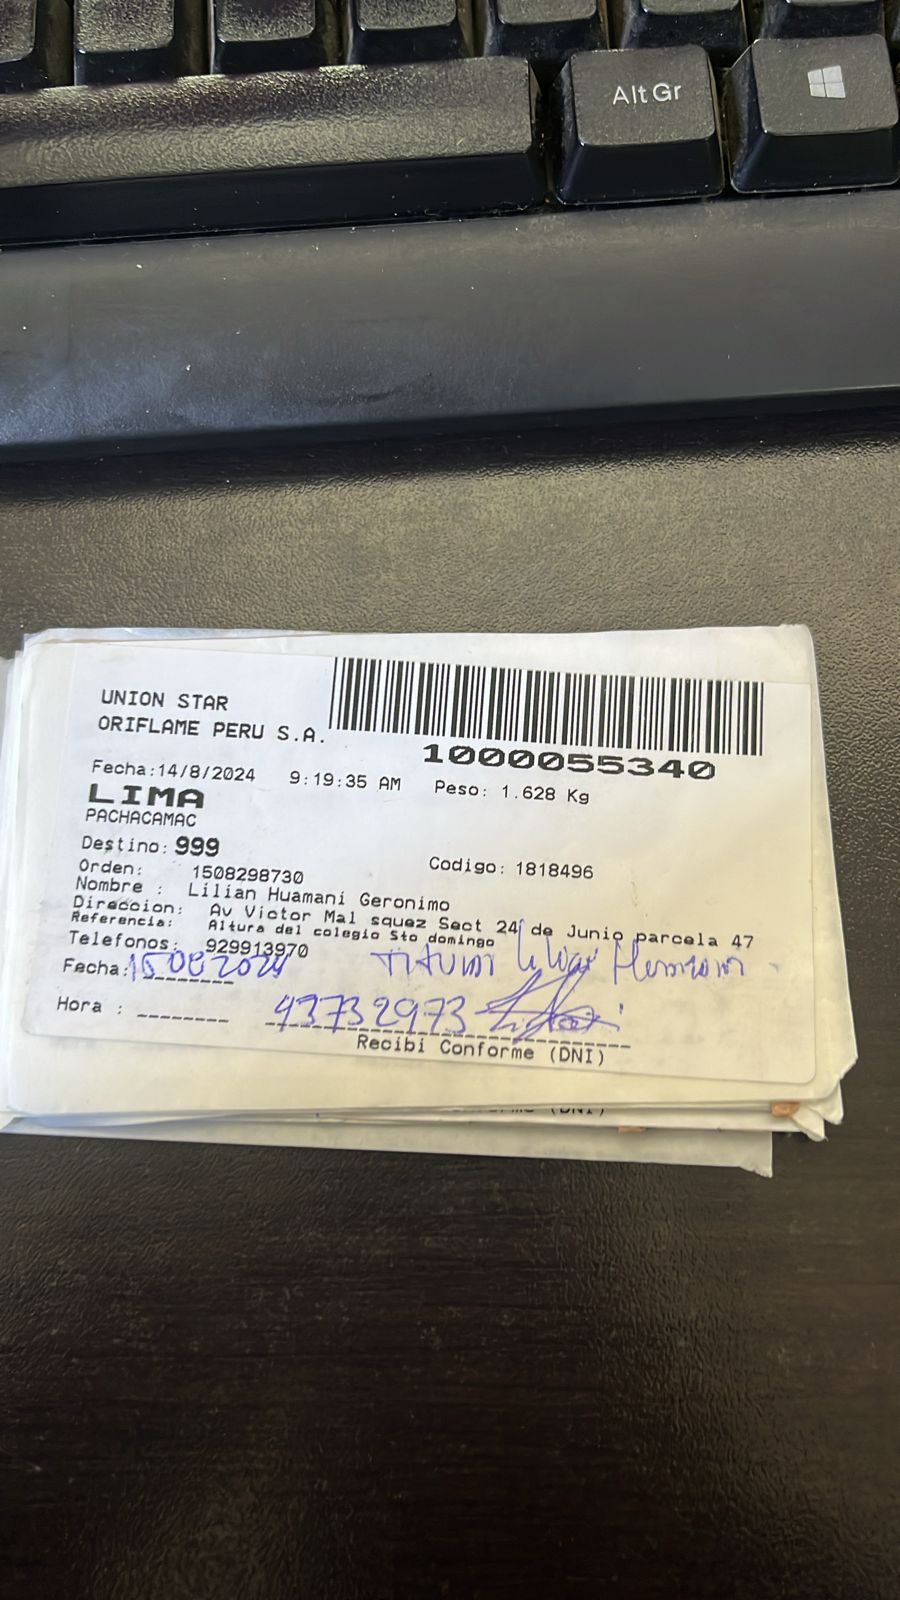 Alt Gr
UNION STAR
ORIFLAME PERU S.A.
1000055340
Fecha:14/8/2024 9:19:35 AM Peso: 1.628 Kg
LIMA
PACHACAMAC
Destino: 999
Orden: 1508298730 Codigo: 1818496
Nombre : Lilian Huamani Geronimo
Direccion: Av Victor Mal squez Sect 24 de Junio parcela 47
Referencia: Altura del colegio Sto domingo
Telefonos: 929913970
Fecha: 15 08 2024 Titular Lilian Huamani
Hora : 43732973
Recibi Conforme (DNI)